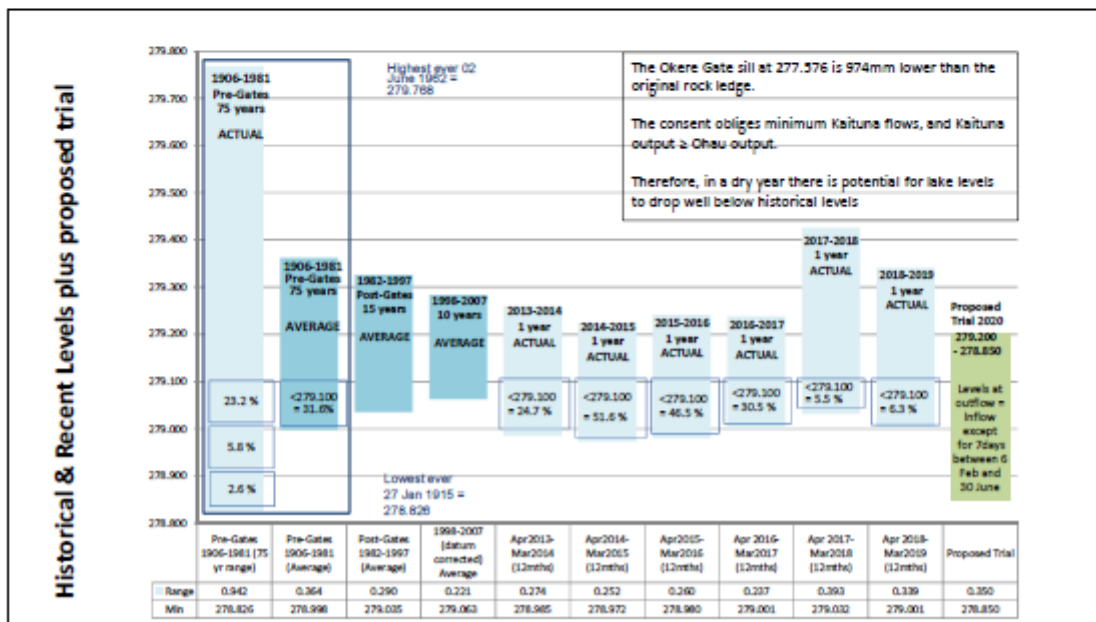 Historical & Recent Levels plus proposed trial
279.800
279.700
279.600
279.500
279.400
279.300
279.200
279.100
279.000
278.900
278.800
1906-1981
Pre-Gates
75 years
ACTUAL
23.2 %
5.8 %
2.6 %
Highest ever 02
June 1962 =
279.768
Lowest ever
27 Jan 1915 =
278.826
The Okere Gate sill at 277.576 is 974mm lower than the
original rock ledge.
The consent obliges minimum Kaituna flows, and Kaituna
output ≥ Ohau output.
Therefore, in a dry year there is potential for lake levels
to drop well below historical levels
1906-1981
Pre-Gates
75 years
AVERAGE
<279.100
= 31.6%
1982-1997
Post-Gates
15 years
AVERAGE
1998-2007
10 years
AVERAGE
2013-2014
1 year
ACTUAL
<279.100
= 24.7 %
2014-2015
1 year
ACTUAL
<279.100
= 51.6 %
2015-2016
1 year
ACTUAL
<279.100
= 46.5 %
2016-2017
1 year
ACTUAL
<279.100
= 30.5 %
2017-2018
1 year
ACTUAL
<279.100
= 5.5 %
2018-2019
1 year
ACTUAL
<279.100
= 6.3 %
Proposed
Trial 2020
279.200
- 278.850
Levels at
outflow =
Inflow
except
for 7days
between 6
Feb and
30 June
Pre-Gates
1906-1981 (75
yr range)
Pre-Gates
1906-1981
(Average)
Post-Gates
1982-1997
(Average)
1998-2007
(datum
corrected)
Average
Apr2013-
Mar2014
(12mths)
Apr2014-
Mar2015
(12mths)
Apr2015-
Mar2016
(12mths)
Apr 2016-
Mar2017
(12mths)
Apr 2017-
Mar2018
(12mths)
Apr 2018-
Mar2019
(12mths)
Proposed Trial
Range 0.942 0.364 0.290 0.221 0.274 0.252 0.260 0.237 0.393 0.339 0.350
Min 278.826 278.998 279.035 279.063 278.985 278.972 278.980 279.001 279.032 279.001 278.850